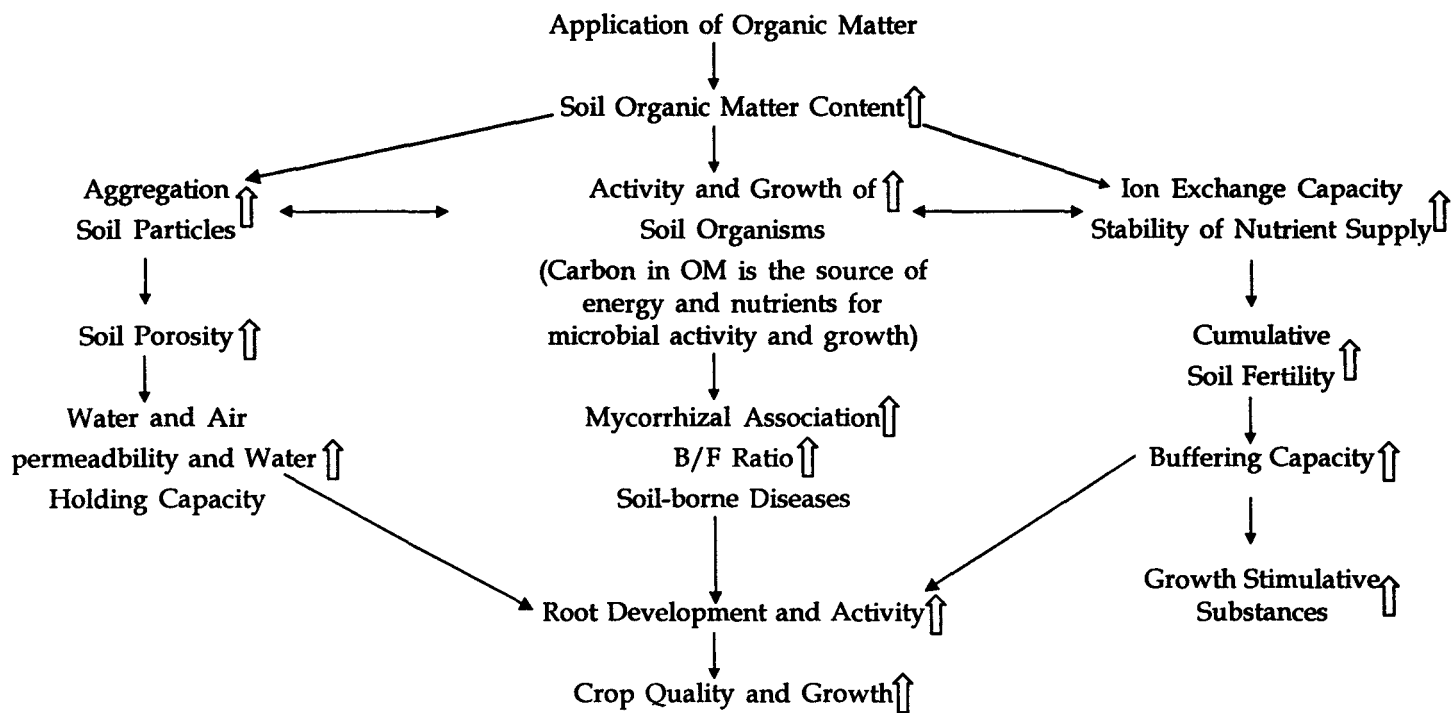 Application of Organic Matter
Soil Organic Matter Content
Aggregation
Soil Particles
Activity and Growth of
Soil Organisms
(Carbon in OM is the source of
energy and nutrients for
microbial activity and growth)
Ion Exchange Capacity
Stability of Nutrient Supply
Soil Porosity
Cumulative
Soil Fertility
Water and Air
permeadbility and Water
Holding Capacity
Mycorrhizal Association
B/F Ratio
Soil-borne Diseases
Buffering Capacity
Growth Stimulative
Substances
Root Development and Activity
Crop Quality and Growth